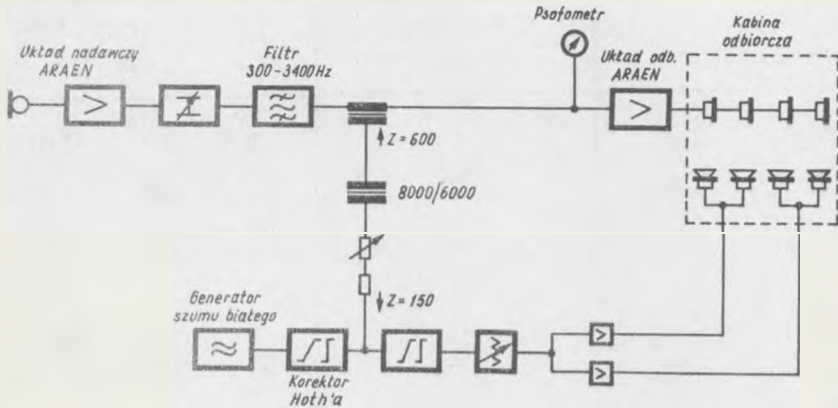 Psofometr
Kabina
odbiorcza
Układ nadawczy
ARAEN
Filtr
300-3400Hz
Układ odb.
ARAEN
Z=600
8000/6000
Z=150
Generator
szumu białego
Korektor
Hoth'a